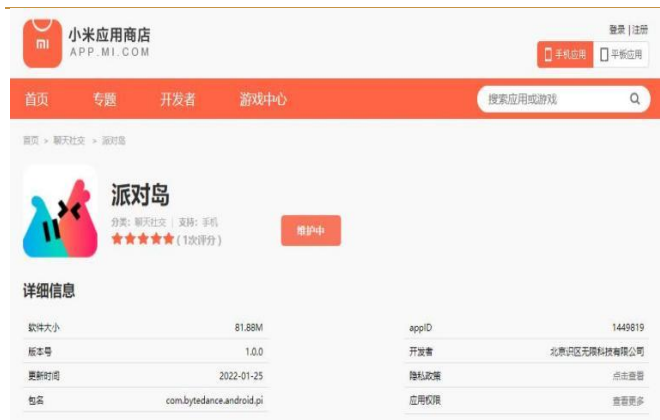 小米应用商店
APP.MI.COM
mi
登录 | 注册
手机应用 平板应用
首页 专题 开发者 游戏中心
搜索应用或游戏
首页 > 聊天社交 > 派对岛
派对岛
分类: 聊天社交 | 支持: 手机
( 1次评分 )
维护中
详细信息
软件大小 81.88M appID 1449819
版本号 1.0.0 开发者 北京识区无限科技有限公司
更新时间 2022-01-25 隐私政策 点击查看
包名 com.bytedance.android.pi 应用权限 查看更多